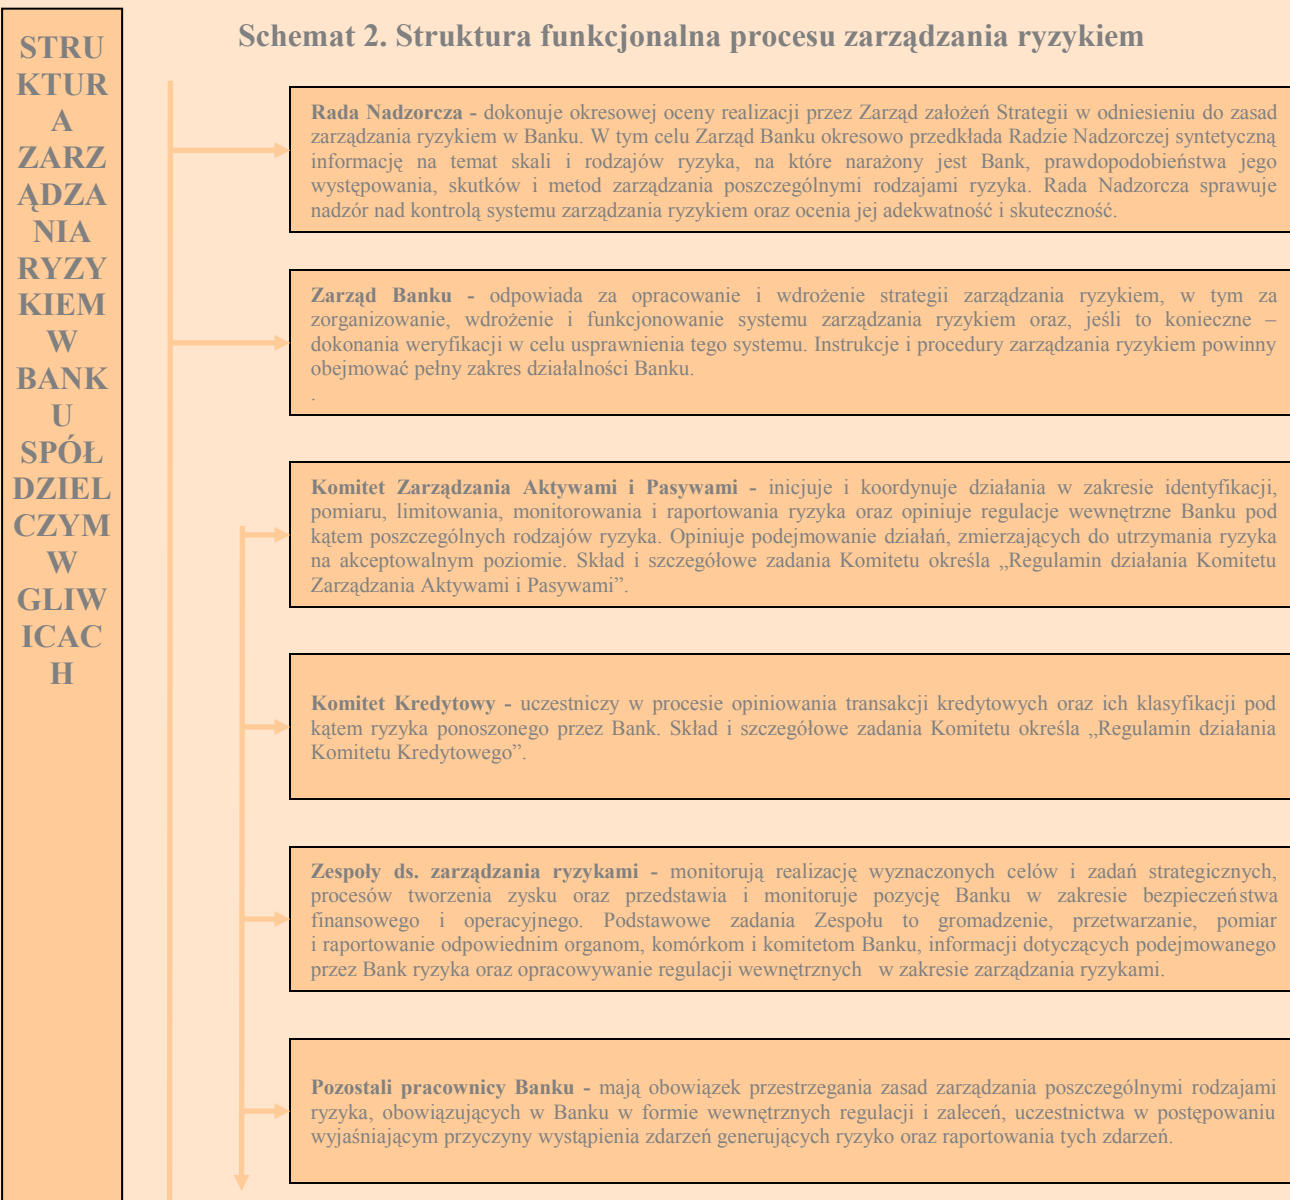 STRU
KTUR
A
ZARZ
ĄDZA
NIA
RYZY
KIEM
W
BANK
U
SPÓŁ
DZIEL
CZYM
W
GLIW
ICAC
H
Schemat 2. Struktura funkcjonalna procesu zarządzania ryzykiem
Rada Nadzorcza - dokonuje okresowej oceny realizacji przez Zarząd założeń Strategii w odniesieniu do zasad
zarządzania ryzykiem w Banku. W tym celu Zarząd Banku okresowo przedkłada Radzie Nadzorczej syntetyczną
informację na temat skali i rodzajów ryzyka, na które narażony jest Bank, prawdopodobieństwa jego
występowania, skutków i metod zarządzania poszczególnymi rodzajami ryzyka. Rada Nadzorcza sprawuje
nadzór nad kontrolą systemu zarządzania ryzykiem oraz ocenia jej adekwatność i skuteczność.
Zarząd Banku - odpowiada za opracowanie i wdrożenie strategii zarządzania ryzykiem, w tym za
zorganizowanie, wdrożenie i funkcjonowanie systemu zarządzania ryzykiem oraz, jeśli to konieczne –
dokonania weryfikacji w celu usprawnienia tego systemu. Instrukcje i procedury zarządzania ryzykiem powinny
obejmować pełny zakres działalności Banku.
.
Komitet Zarządzania Aktywami i Pasywami - inicjuje i koordynuje działania w zakresie identyfikacji,
pomiaru, limitowania, monitorowania i raportowania ryzyka oraz opiniuje regulacje wewnętrzne Banku pod
kątem poszczególnych rodzajów ryzyka. Opiniuje podejmowanie działań, zmierzających do utrzymania ryzyka
na akceptowalnym poziomie. Skład i szczegółowe zadania Komitetu określa „Regulamin działania Komitetu
Zarządzania Aktywami i Pasywami”.
Komitet Kredytowy - uczestniczy w procesie opiniowania transakcji kredytowych oraz ich klasyfikacji pod
kątem ryzyka ponoszonego przez Bank. Skład i szczegółowe zadania Komitetu określa „Regulamin działania
Komitetu Kredytowego”.
Zespoły ds. zarządzania ryzykami - monitorują realizację wyznaczonych celów i zadań strategicznych,
procesów tworzenia zysku oraz przedstawia i monitoruje pozycję Banku w zakresie bezpieczeństwa
finansowego i operacyjnego. Podstawowe zadania Zespołu to gromadzenie, przetwarzanie, pomiar
i raportowanie odpowiednim organom, komórkom i komitetom Banku, informacji dotyczących podejmowanego
przez Bank ryzyka oraz opracowywanie regulacji wewnętrznych w zakresie zarządzania ryzykami.
Pozostali pracownicy Banku - mają obowiązek przestrzegania zasad zarządzania poszczególnymi rodzajami
ryzyka, obowiązujących w Banku w formie wewnętrznych regulacji i zaleceń, uczestnictwa w postępowaniu
wyjaśniającym przyczyny wystąpienia zdarzeń generujących ryzyko oraz raportowania tych zdarzeń.